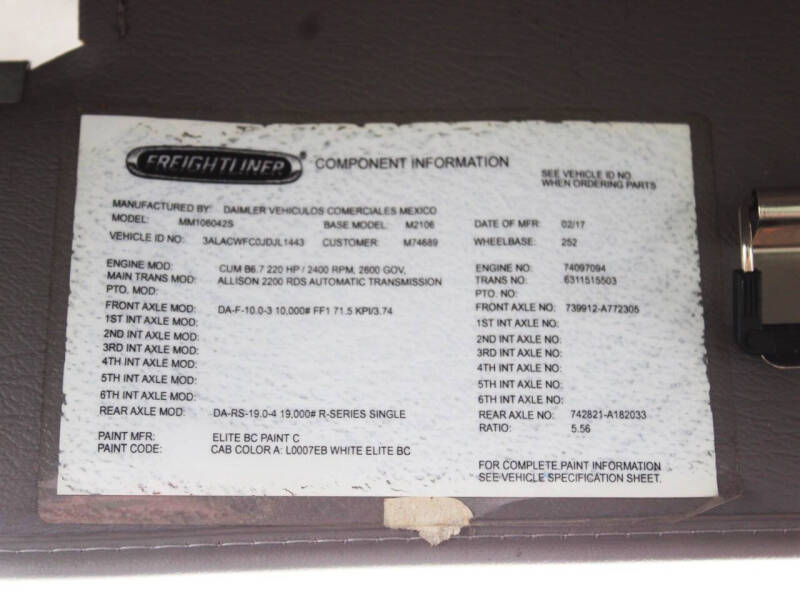 FREIGHTLINER COMPONENT INFORMATION
SEE VEHICLE ID NO
WHEN ORDERING PARTS
MANUFACTURED BY: DAIMLER VEHICULOS COMERCIALES MEXICO
MODEL: MM106042S BASE MODEL: M2106 DATE OF MFR: 02/17
VEHICLE ID NO: 3ALACWFC0JDJL1443 CUSTOMER: M74689 WHEELBASE: 252
ENGINE MOD: CUM B6.7 220 HP / 2400 RPM, 2600 GOV, ENGINE NO: 74097094
MAIN TRANS MOD: ALLISON 2200 RDS AUTOMATIC TRANSMISSION TRANS NO: 6311515503
PTO. MOD: PTO. NO:
FRONT AXLE MOD: DA-F-10.0-3 10,000# FF1 71.5 KPI/3.74 FRONT AXLE NO: 739912-A772305
1ST INT AXLE MOD: 1ST INT AXLE NO:
2ND INT AXLE MOD: 2ND INT AXLE NO:
3RD INT AXLE MOD: 3RD INT AXLE NO:
4TH INT AXLE MOD: 4TH INT AXLE NO:
5TH INT AXLE MOD: 5TH INT AXLE NO:
6TH INT AXLE MOD: 6TH INT AXLE NO:
REAR AXLE MOD: DA-RS-19.0-4 19,000# R-SERIES SINGLE REAR AXLE NO: 742821-A182033
RATIO: 5.56
PAINT MFR: ELITE BC PAINT C
PAINT CODE: CAB COLOR A: L0007EB WHITE ELITE BC
FOR COMPLETE PAINT INFORMATION
SEE VEHICLE SPECIFICATION SHEET.